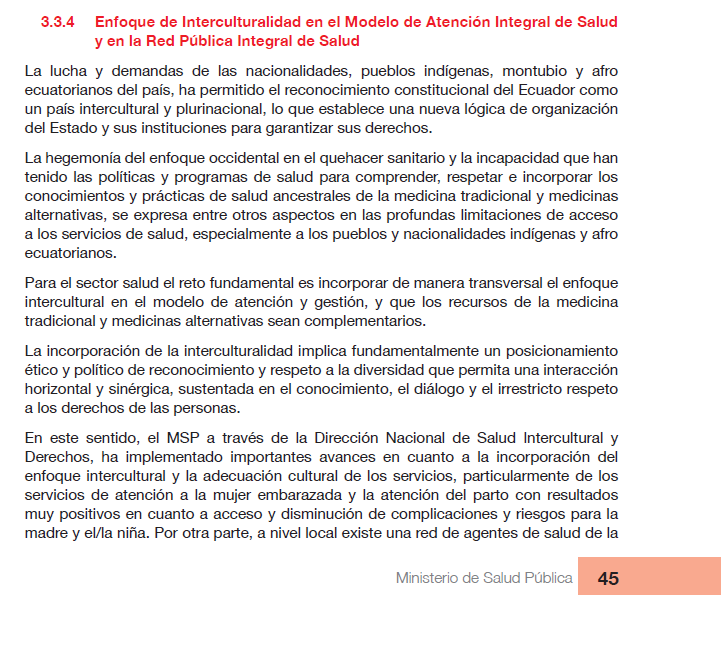 3.3.4 Enfoque de Interculturalidad en el Modelo de Atención Integral de Salud
y en la Red Pública Integral de Salud
La lucha y demandas de las nacionalidades, pueblos indígenas, montubio y afro
ecuatorianos del país, ha permitido el reconocimiento constitucional del Ecuador como
un país intercultural y plurinacional, lo que establece una nueva lógica de organización
del Estado y sus instituciones para garantizar sus derechos.
La hegemonía del enfoque occidental en el quehacer sanitario y la incapacidad que han
tenido las políticas y programas de salud para comprender, respetar e incorporar los
conocimientos y prácticas de salud ancestrales de la medicina tradicional y medicinas
alternativas, se expresa entre otros aspectos en las profundas limitaciones de acceso
a los servicios de salud, especialmente a los pueblos y nacionalidades indígenas y afro
ecuatorianos.
Para el sector salud el reto fundamental es incorporar de manera transversal el enfoque
intercultural en el modelo de atención y gestión, y que los recursos de la medicina
tradicional y medicinas alternativas sean complementarios.
La incorporación de la interculturalidad implica fundamentalmente un posicionamiento
ético y político de reconocimiento y respeto a la diversidad que permita una interacción
horizontal y sinérgica, sustentada en el conocimiento, el diálogo y el irrestricto respeto
a los derechos de las personas.
En este sentido, el MSP a través de la Dirección Nacional de Salud Intercultural y
Derechos, ha implementado importantes avances en cuanto a la incorporación del
enfoque intercultural y la adecuación cultural de los servicios, particularmente de los
servicios de atención a la mujer embarazada y la atención del parto con resultados
muy positivos en cuanto a acceso y disminución de complicaciones y riesgos para la
madre y el/la niña. Por otra parte, a nivel local existe una red de agentes de salud de la
Ministerio de Salud Pública 45